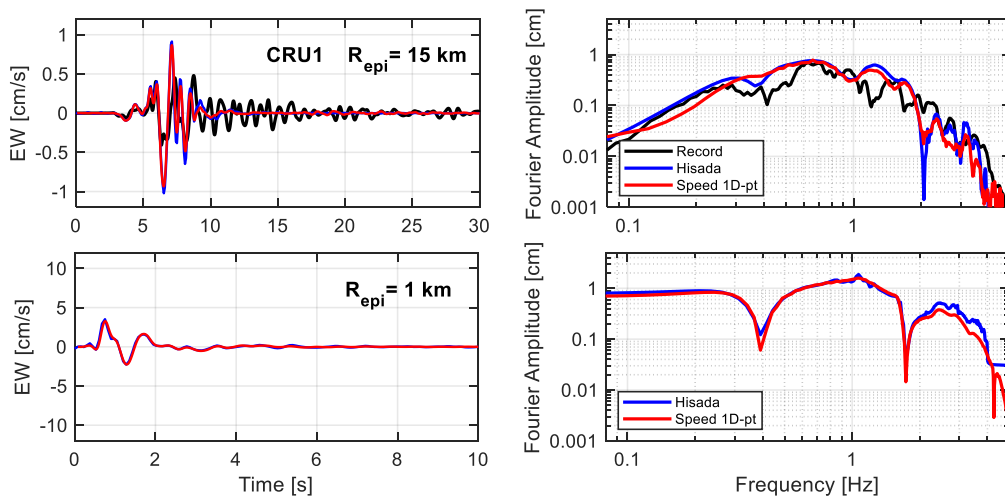 EW [cm/s]
1
0.5
0
-0.5
-1
CRU1 Repi= 15 km
0 5 10 15 20 25 30
Fourier Amplitude [cm]
1
0.1
0.01
0.001
Record
Hisada
Speed 1D-pt
0.1 1
EW [cm/s]
10
5
0
-5
-10
Repi= 1 km
0 2 4 6 8 10
Time [s]
Fourier Amplitude [cm]
1
0.1
0.01
0.001
Hisada
Speed 1D-pt
0.1 1
Frequency [Hz]